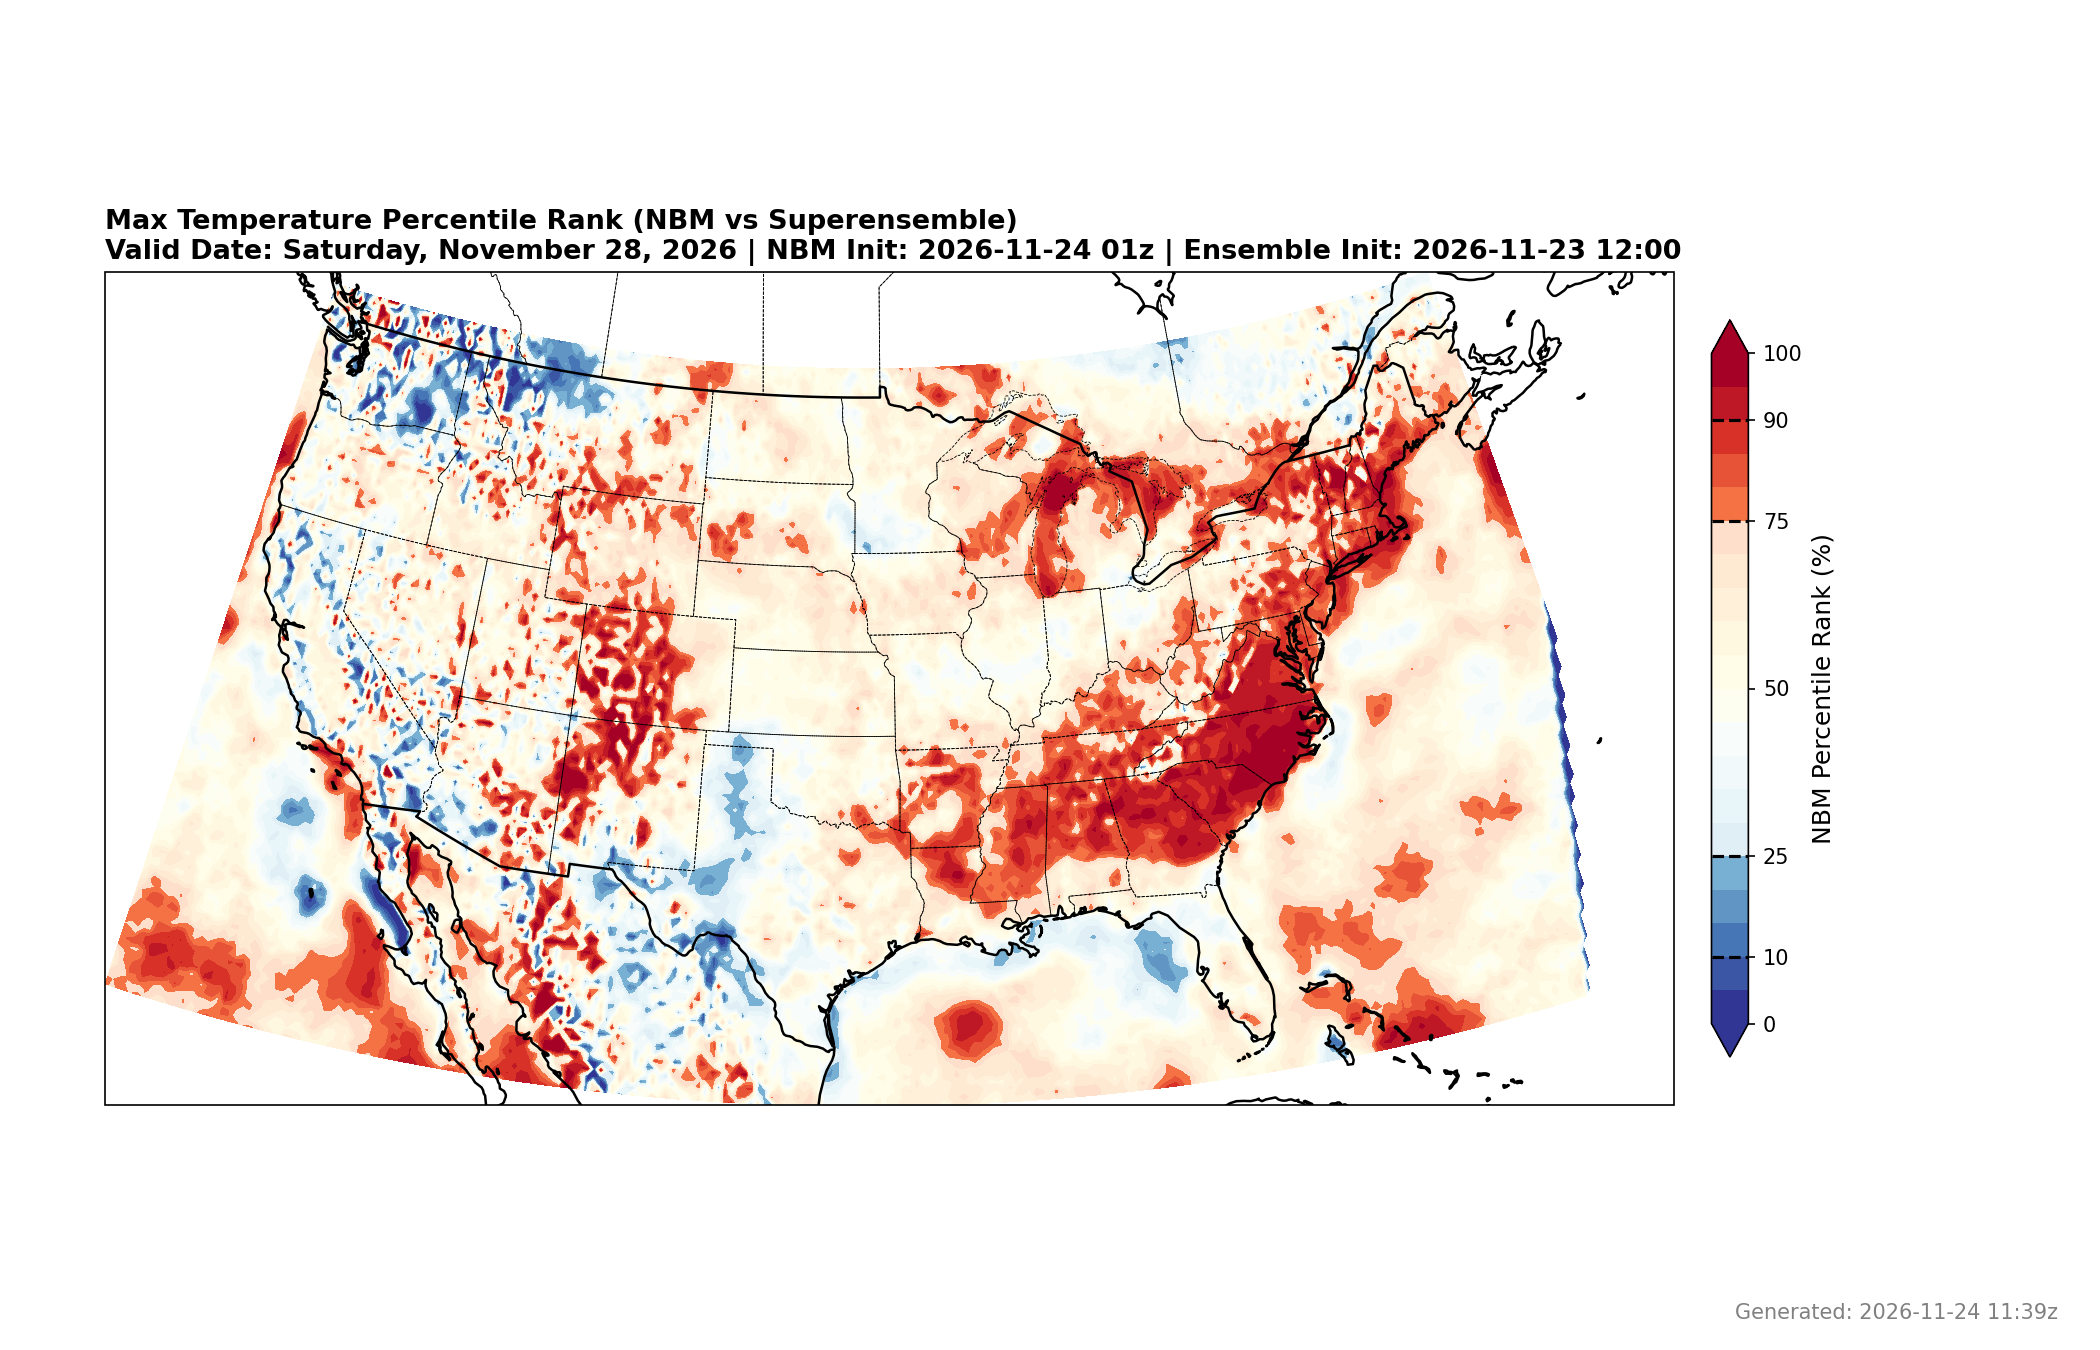 Max Temperature Percentile Rank (NBM vs Superensemble)
Valid Date: Saturday, November 28, 2026 | NBM Init: 2026-11-24 01z | Ensemble Init: 2026-11-23 12:00
100
90
75
50
25
10
0
NBM Percentile Rank (%)
Generated: 2026-11-24 11:39z